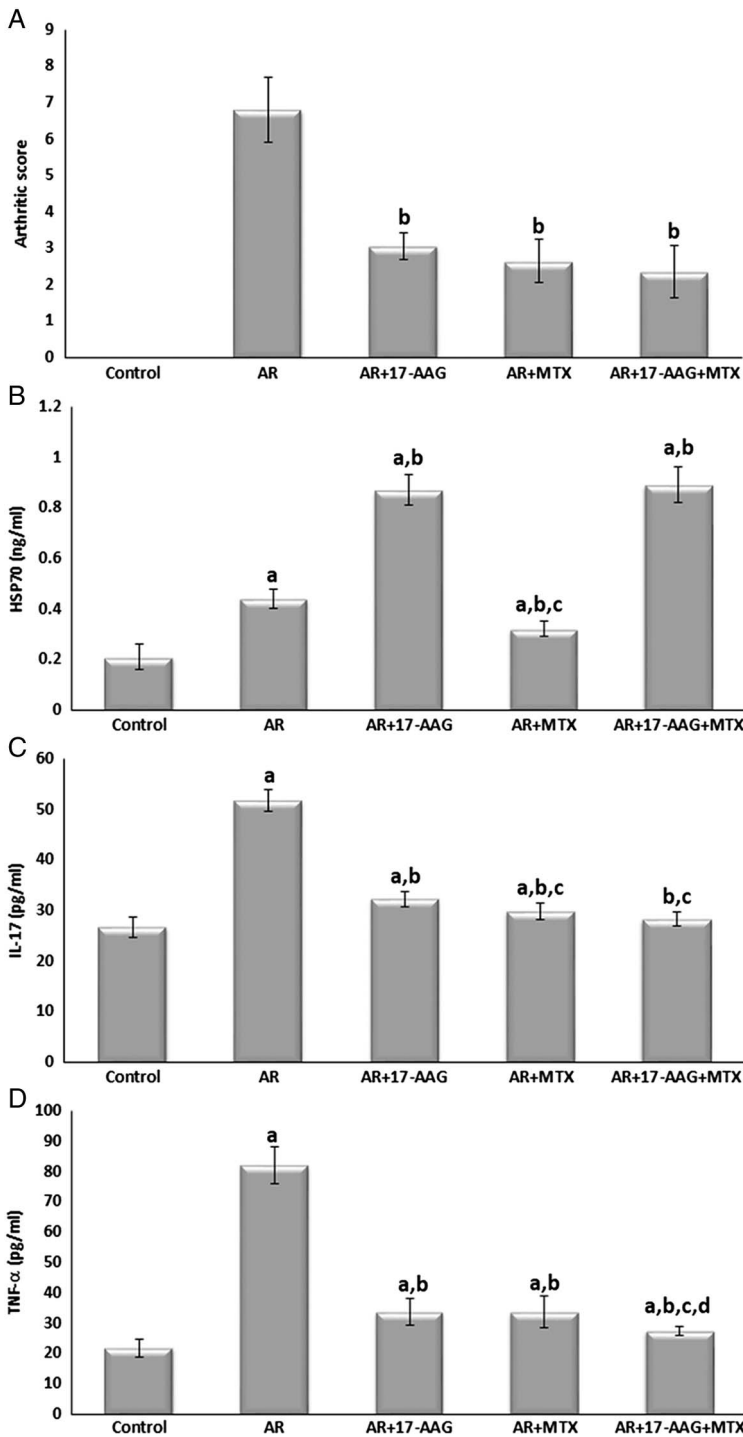 A
9
8
7
6
5
4
3
2
1
0
Arthritic score
b
b
b
Control AR AR+17-AAG AR+MTX AR+17-AAG+MTX
B
1.2
1
0.8
0.6
0.4
0.2
0
HSP70 (ng/ml)
a
a,b
a,b,c
a,b
Control AR AR+17-AAG AR+MTX AR+17-AAG+MTX
C
60
50
40
30
20
10
0
IL-17 (pg/ml)
a
a,b
a,b,c
b,c
Control AR AR+17-AAG AR+MTX AR+17-AAG+MTX
D
100
90
80
70
60
50
40
30
20
10
0
TNF-α (pg/ml)
a
a,b
a,b
a,b,c,d
Control AR AR+17-AAG AR+MTX AR+17-AAG+MTX